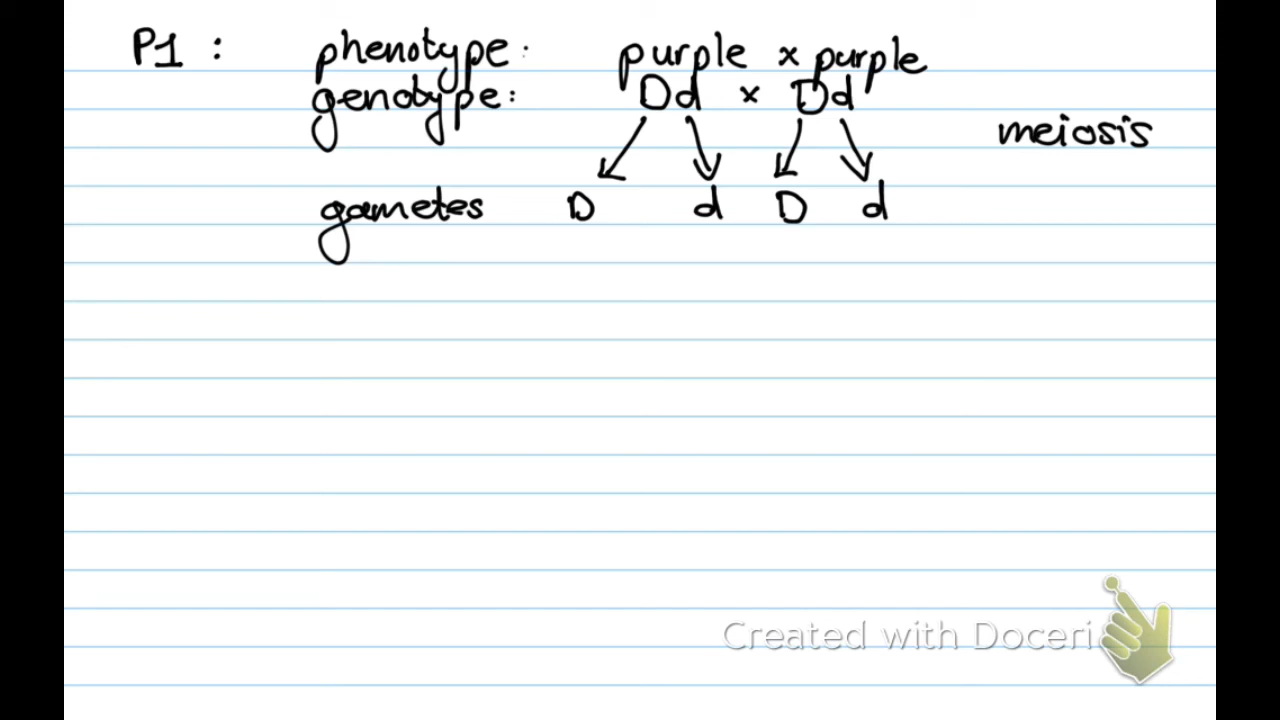 P1 : phenotype: purple x purple
genotype: Dd x Dd
meiosis
gametes D d D d
Created with Doceri